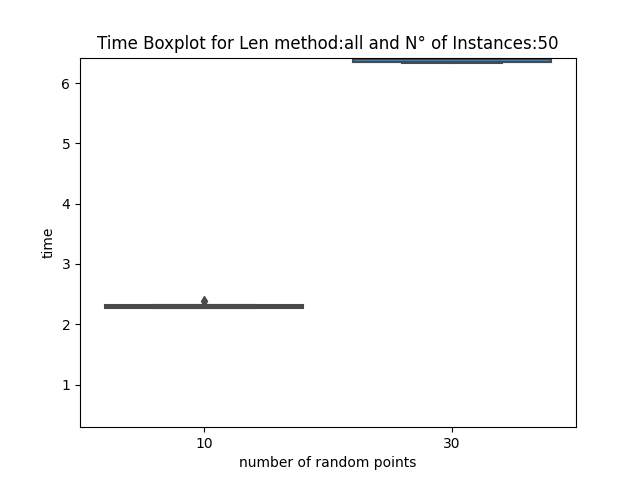 Time Boxplot for Len method:all and N° of Instances:50
6
5
4
3
2
1
time
10
30
number of random points